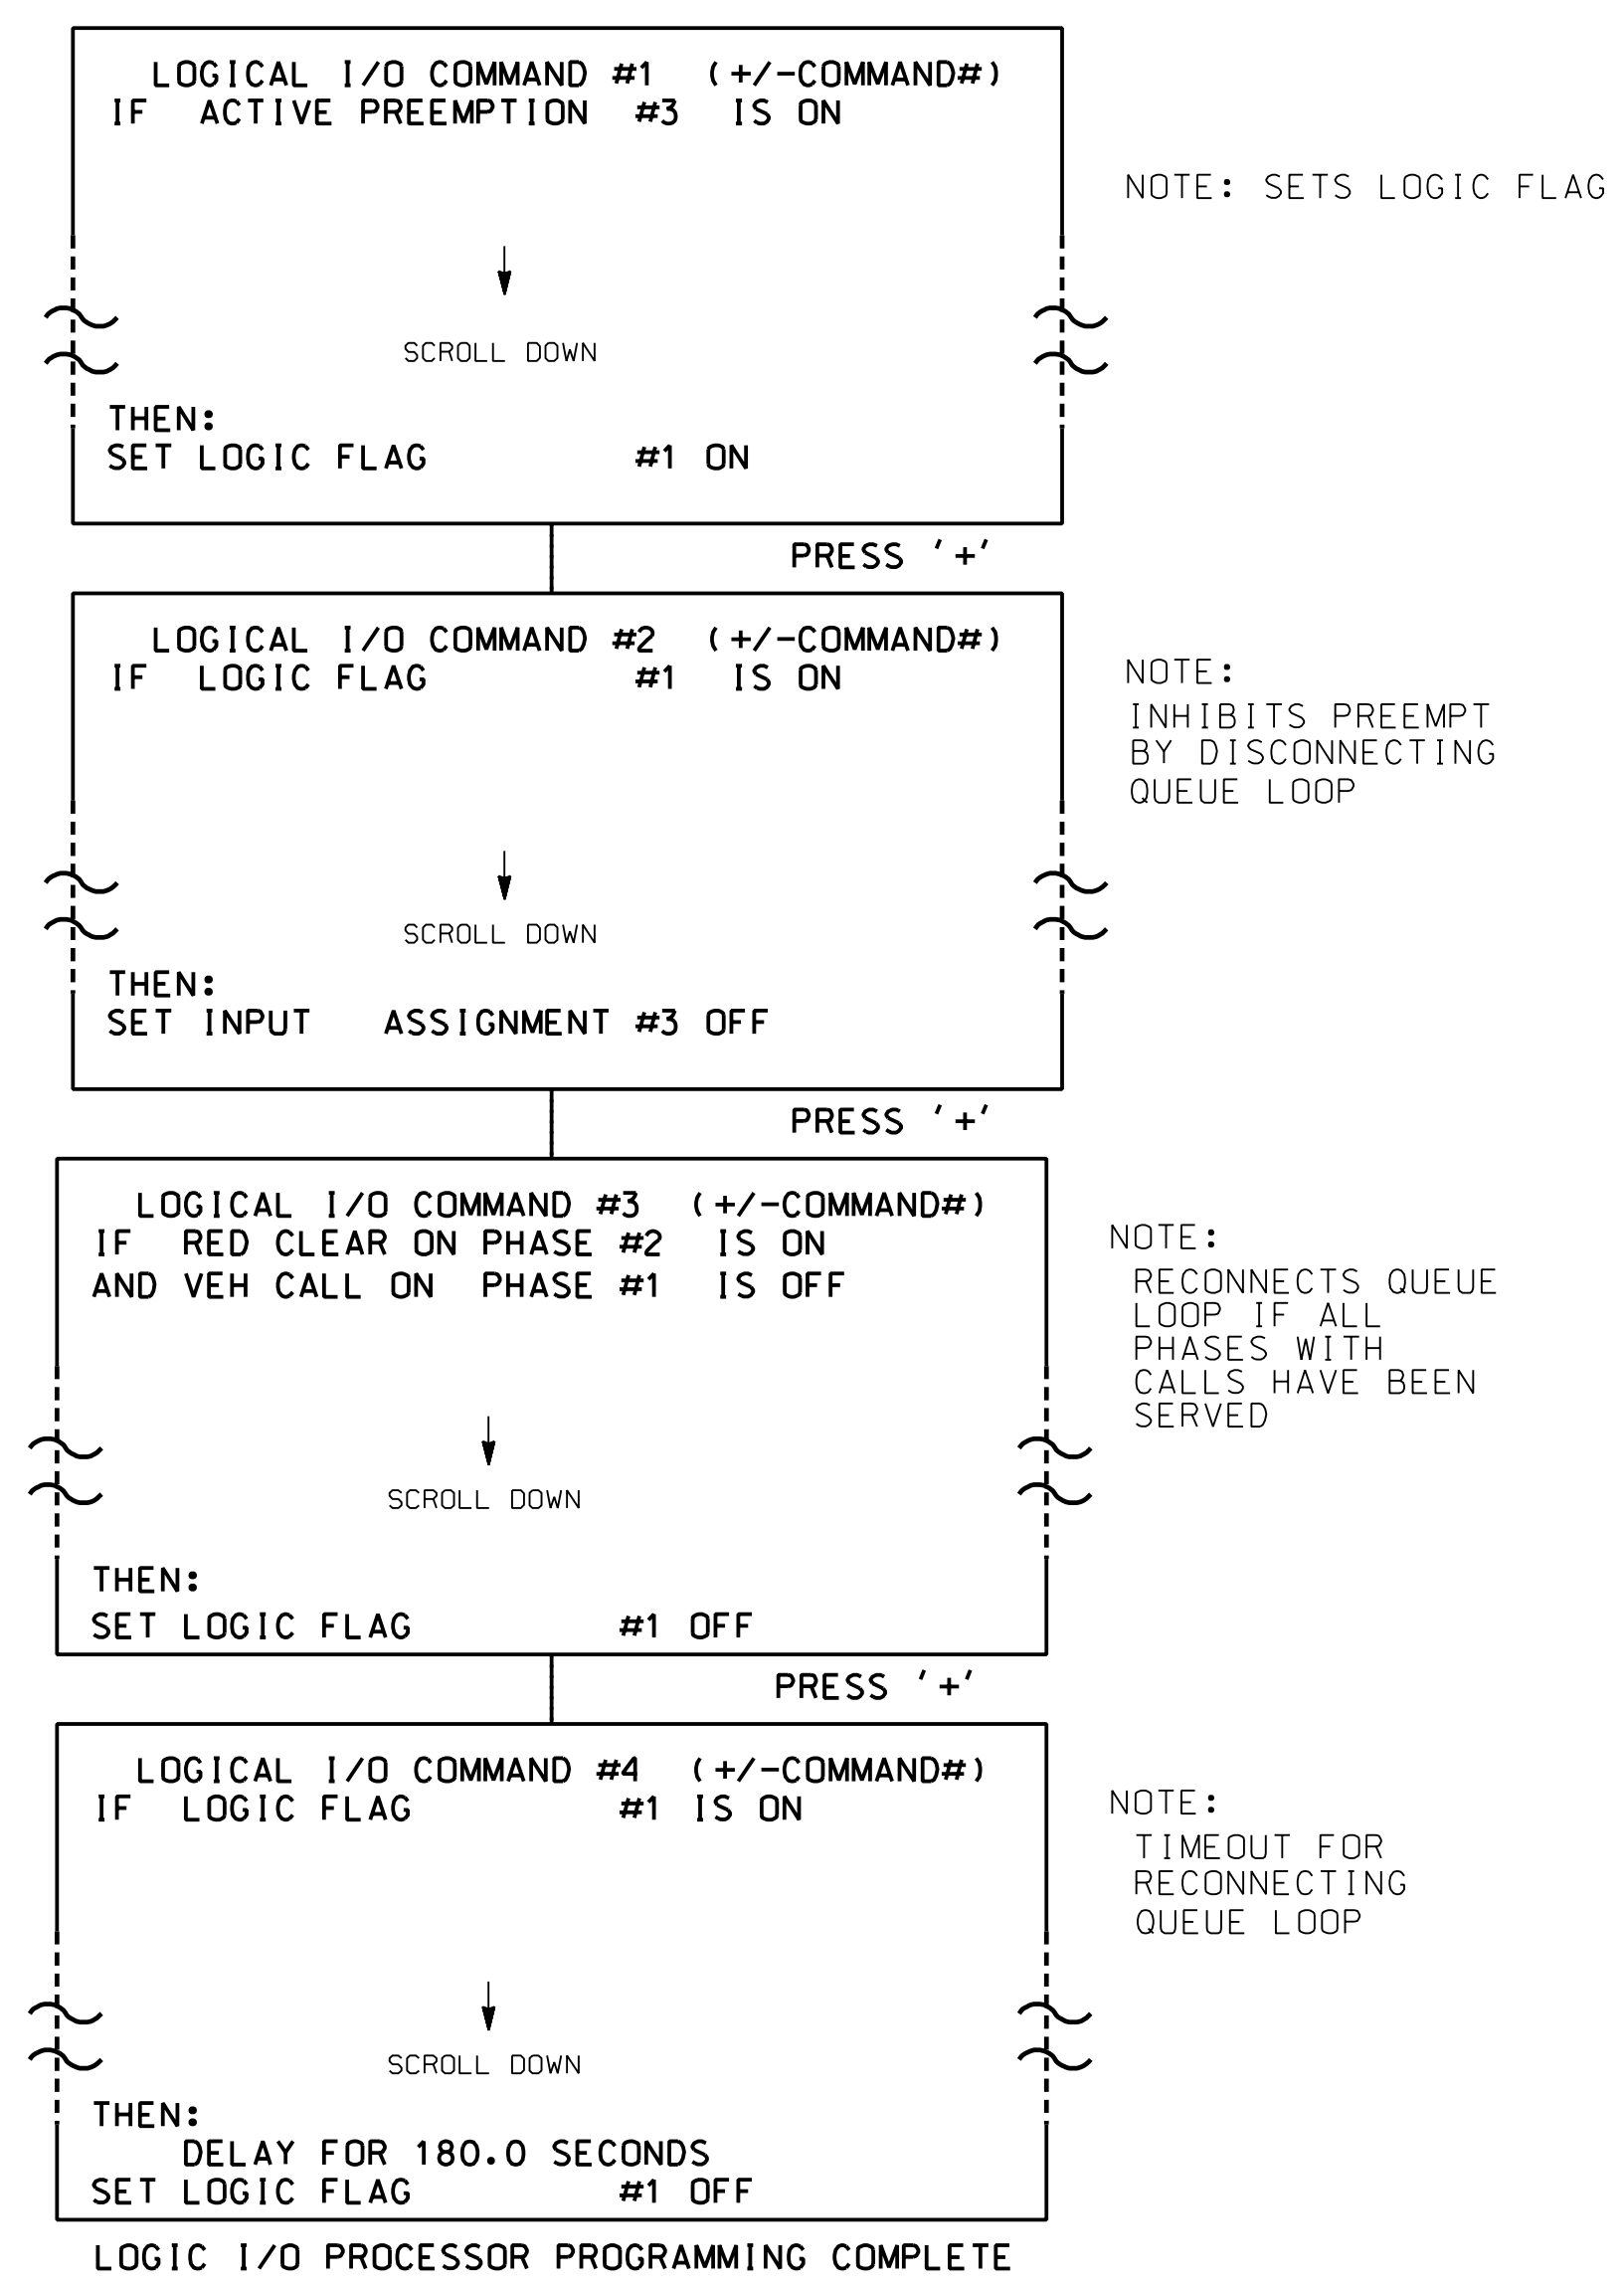 LOGICAL I/O COMMAND #1 (+/-COMMAND#)
IF ACTIVE PREEMPTION #3 IS ON
NOTE: SETS LOGIC FLAG
SCROLL DOWN
THEN:
SET LOGIC FLAG #1 ON
PRESS '+'
LOGICAL I/O COMMAND #2 (+/-COMMAND#)
IF LOGIC FLAG #1 IS ON
NOTE:
INHIBITS PREEMPT
BY DISCONNECTING
QUEUE LOOP
SCROLL DOWN
THEN:
SET INPUT ASSIGNMENT #3 OFF
PRESS '+'
LOGICAL I/O COMMAND #3 (+/-COMMAND#)
IF RED CLEAR ON PHASE #2 IS ON
AND VEH CALL ON PHASE #1 IS OFF
NOTE:
RECONNECTS QUEUE
LOOP IF ALL
PHASES WITH
CALLS HAVE BEEN
SERVED
SCROLL DOWN
THEN:
SET LOGIC FLAG #1 OFF
PRESS '+'
LOGICAL I/O COMMAND #4 (+/-COMMAND#)
IF LOGIC FLAG #1 IS ON
NOTE:
TIMEOUT FOR
RECONNECTING
QUEUE LOOP
SCROLL DOWN
THEN:
DELAY FOR 180.0 SECONDS
SET LOGIC FLAG #1 OFF
LOGIC I/O PROCESSOR PROGRAMMING COMPLETE